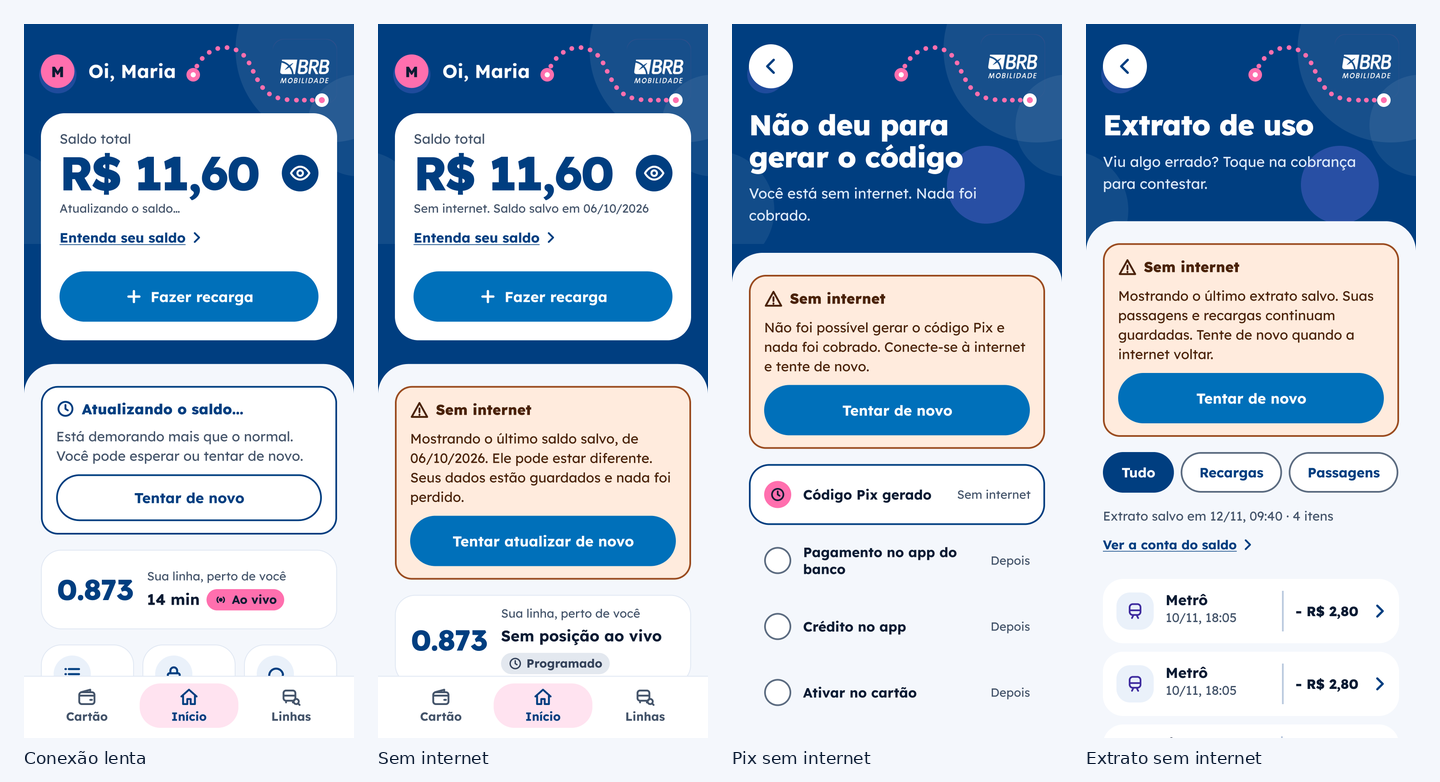 M
Oi, Maria
BRB
MOBILIDADE
Saldo total
R$ 11,60
Atualizando o saldo...
Entenda seu saldo
+ Fazer recarga
Atualizando o saldo...
Está demorando mais que o normal.
Você pode esperar ou tentar de novo.
Tentar de novo
0.873
Sua linha, perto de você
14 min
Ao vivo
Cartão
Início
Linhas
Conexão lenta
M
Oi, Maria
BRB
MOBILIDADE
Saldo total
R$ 11,60
Sem internet. Saldo salvo em 06/10/2026
Entenda seu saldo
+ Fazer recarga
Sem internet
Mostrando o último saldo salvo, de
06/10/2026. Ele pode estar diferente.
Seus dados estão guardados e nada foi
perdido.
Tentar atualizar de novo
0.873
Sua linha, perto de você
Sem posição ao vivo
Programado
Cartão
Início
Linhas
Sem internet
BRB
MOBILIDADE
Não deu para
gerar o código
Você está sem internet. Nada foi
cobrado.
Sem internet
Não foi possível gerar o código Pix e
nada foi cobrado. Conecte-se à internet
e tente de novo.
Tentar de novo
Código Pix gerado
Sem internet
Pagamento no app do
banco
Depois
Crédito no app
Depois
Ativar no cartão
Depois
Pix sem internet
BRB
MOBILIDADE
Extrato de uso
Viu algo errado? Toque na cobrança
para contestar.
Sem internet
Mostrando o último extrato salvo. Suas
passagens e recargas continuam
guardadas. Tente de novo quando a
internet voltar.
Tentar de novo
Tudo
Recargas
Passagens
Extrato salvo em 12/11, 09:40 · 4 itens
Ver a conta do saldo
Metrô
10/11, 18:05
- R$ 2,80
Metrô
10/11, 18:05
- R$ 2,80
Extrato sem internet